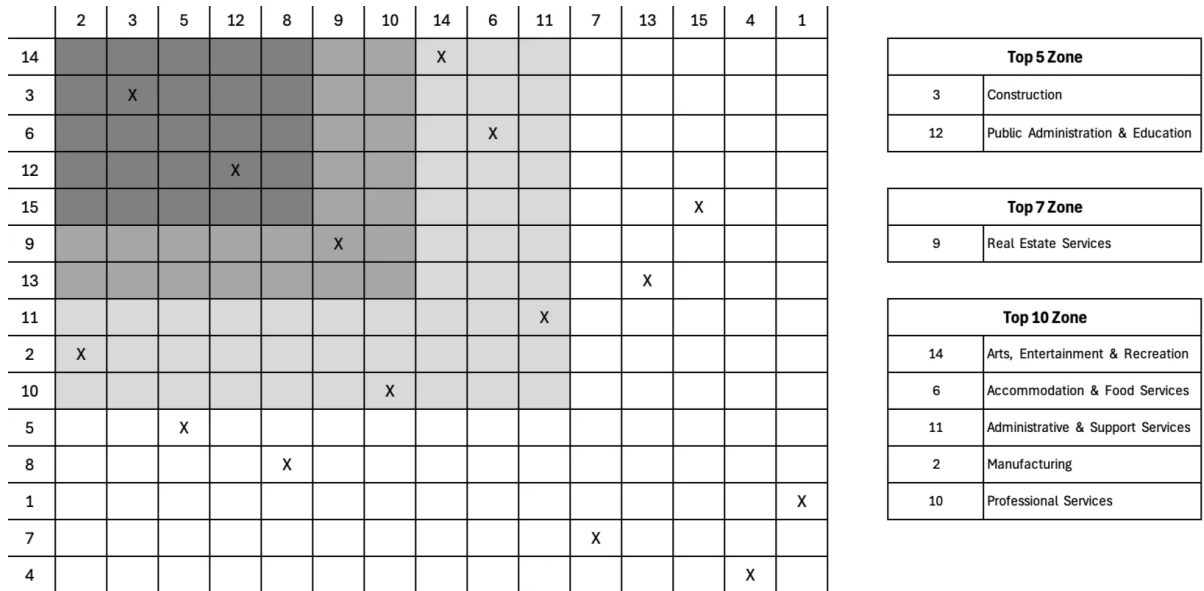 2 3 5 12 8 9 10 14 6 11 7 13 15 4 1
14 X
3 X
6 X
12 X
15 X
9 X
13 X
11 X
2 X
10 X
5 X
8 X
1 X
7 X
4 X
Top 5 Zone
3 Construction
12 Public Administration & Education
Top 7 Zone
9 Real Estate Services
Top 10 Zone
14 Arts, Entertainment & Recreation
6 Accommodation & Food Services
11 Administrative & Support Services
2 Manufacturing
10 Professional Services